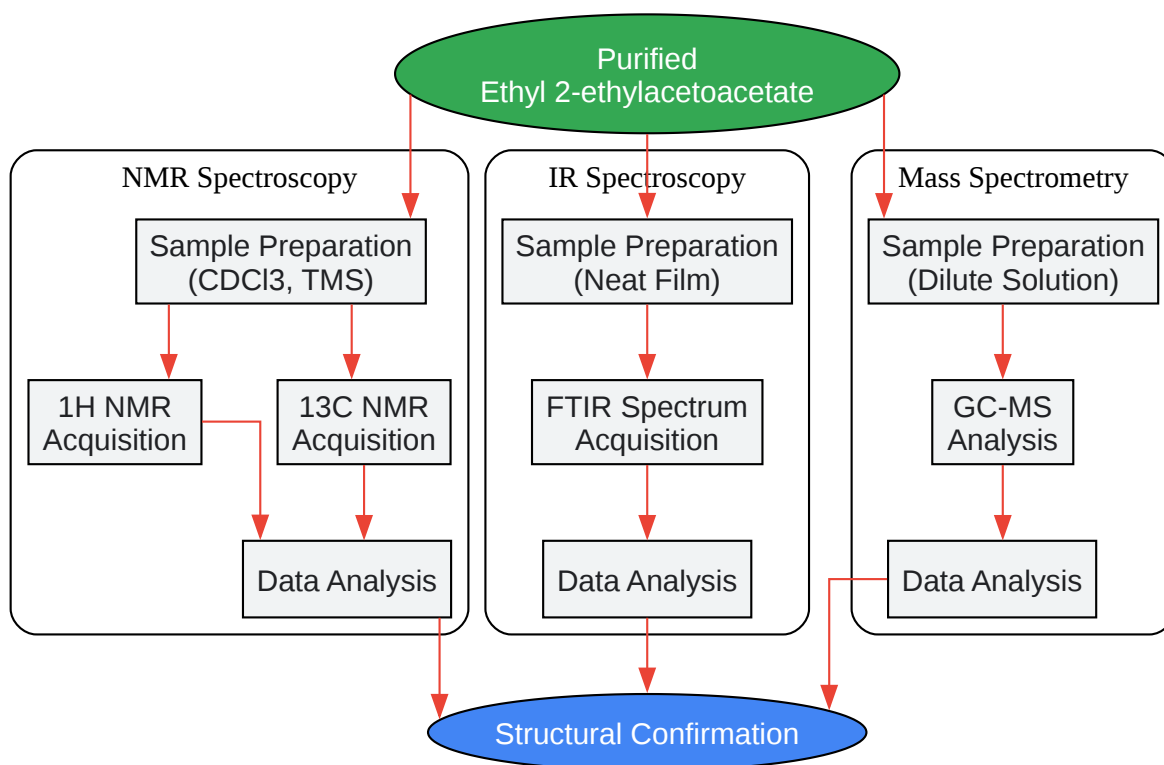 Purified
Ethyl 2-ethylacetoacetate
NMR Spectroscopy
Sample Preparation
(CDCl3, TMS)
1H NMR
Acquisition
13C NMR
Acquisition
Data Analysis
IR Spectroscopy
Sample Preparation
(Neat Film)
FTIR Spectrum
Acquisition
Data Analysis
Mass Spectrometry
Sample Preparation
(Dilute Solution)
GC-MS
Analysis
Data Analysis
Structural Confirmation